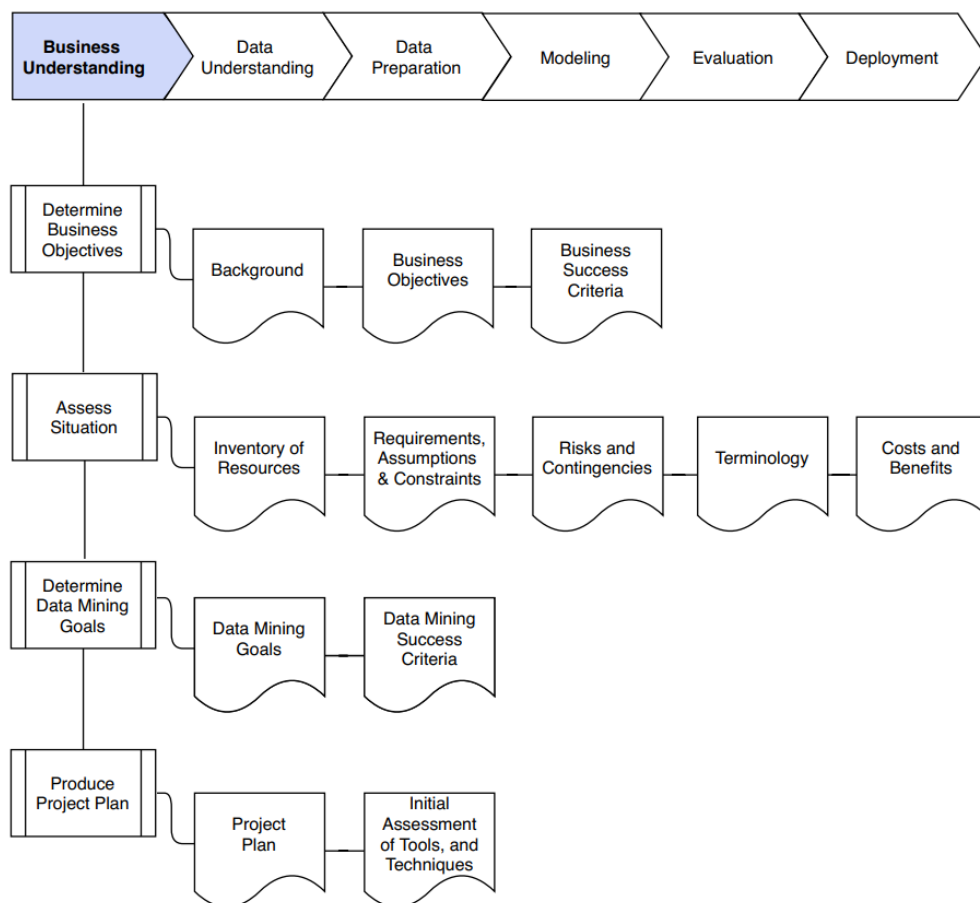 Business
Understanding
Data
Understanding
Data
Preparation
Modeling
Evaluation
Deployment
Determine
Business
Objectives
Background
Business
Objectives
Business
Success
Criteria
Assess
Situation
Inventory of
Resources
Requirements,
Assumptions
& Constraints
Risks and
Contingencies
Terminology
Costs and
Benefits
Determine
Data Mining
Goals
Data Mining
Goals
Data Mining
Success
Criteria
Produce
Project Plan
Project
Plan
Initial
Assessment
of Tools, and
Techniques